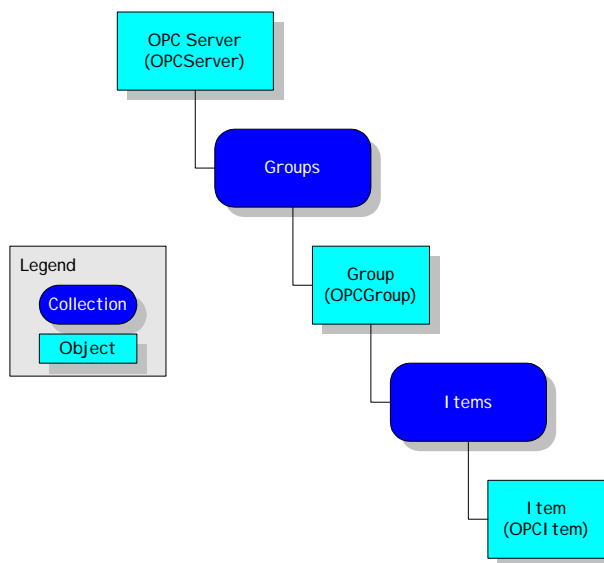 OPC Server
(OPCServer)
Groups
Group
(OPCGroup)
Legend
Collection
Object
Items
Item
(OPCItem)